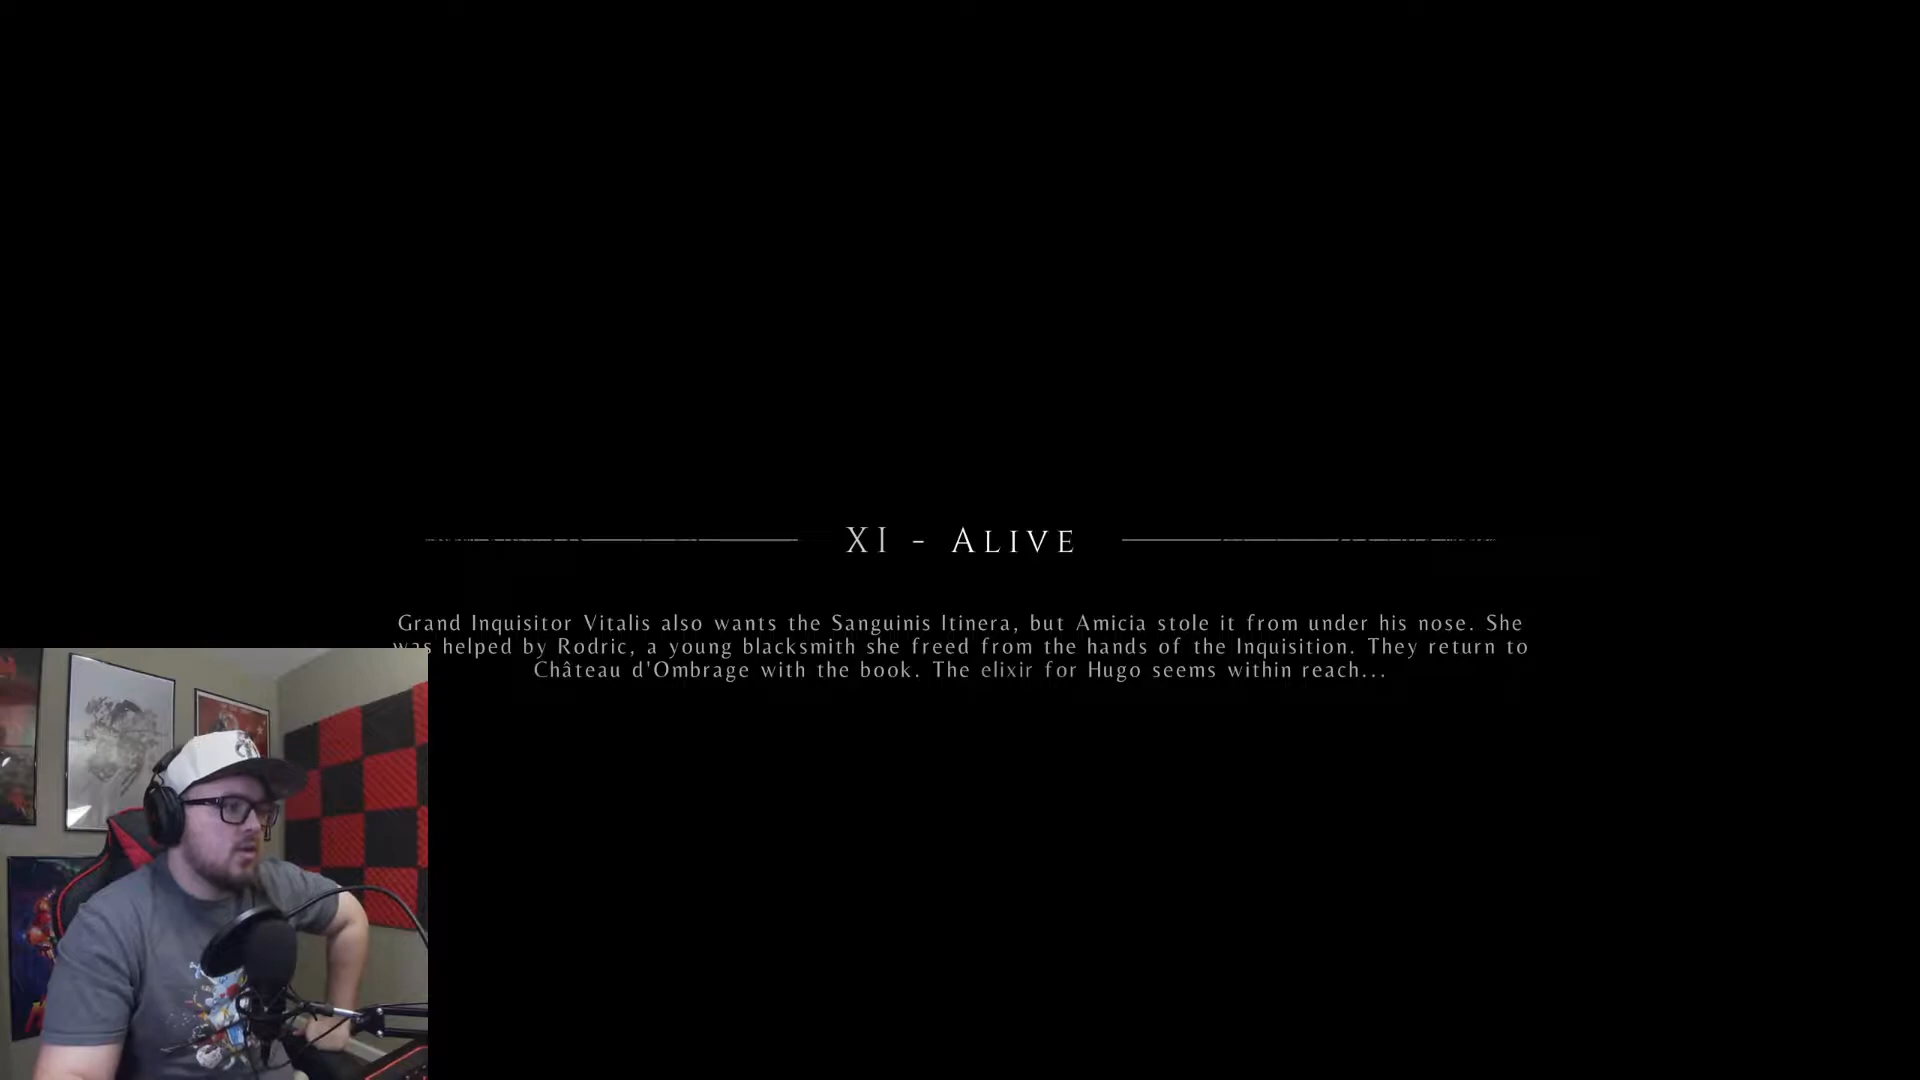 XI - ALIVE
Grand Inquisitor Vitalis also wants the Sanguinis Itinera, but Amicia stole it from under his nose. She
was helped by Rodric, a young blacksmith she freed from the hands of the Inquisition. They return to
Château d'Ombrage with the book. The elixir for Hugo seems within reach...